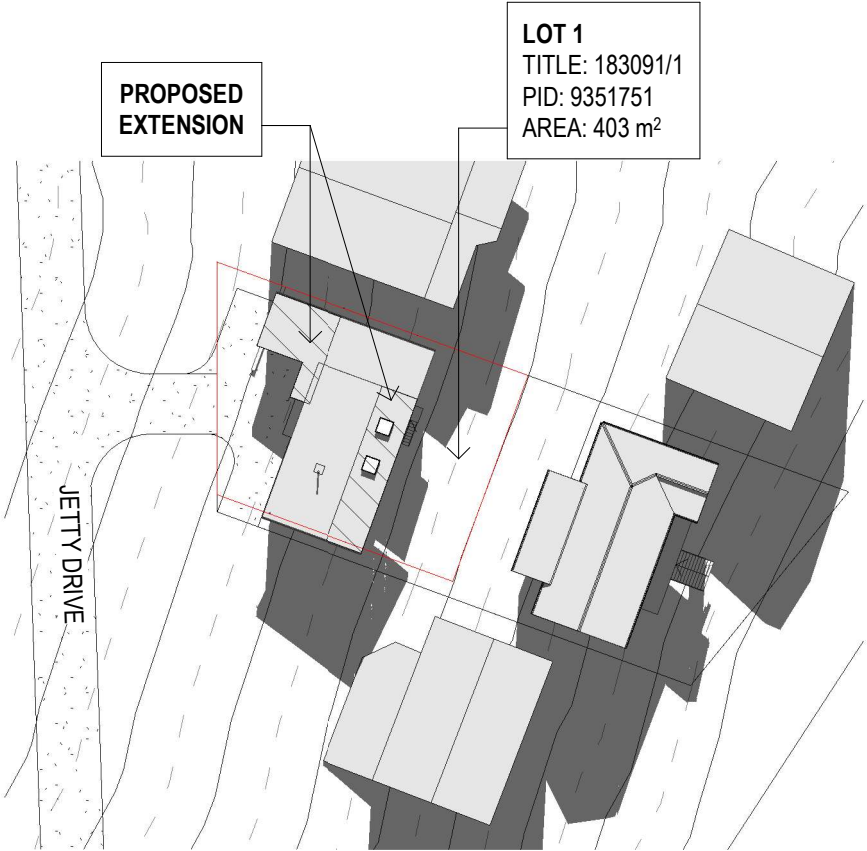 LOT 1
TITLE: 183091/1
PID: 9351751
AREA: 403 m²
PROPOSED
EXTENSION
JETTY DRIVE